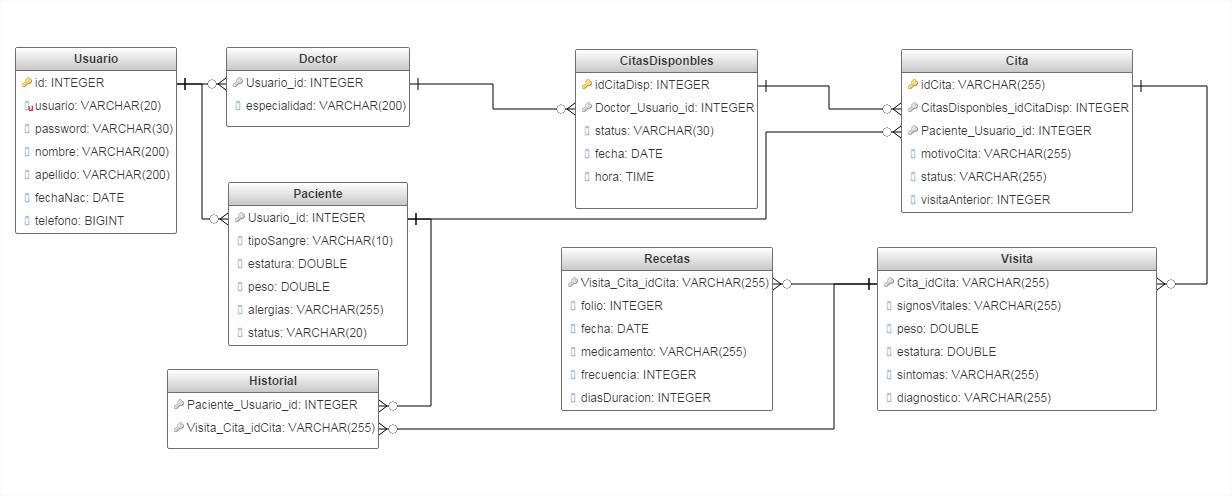 Usuario
id: INTEGER
usuario: VARCHAR(20)
password: VARCHAR(30)
nombre: VARCHAR(200)
apellido: VARCHAR(200)
fechaNac: DATE
telefono: BIGINT
Doctor
Usuario_id: INTEGER
especialidad: VARCHAR(200)
CitasDisponbles
idCitaDisp: INTEGER
Doctor_Usuario_id: INTEGER
status: VARCHAR(30)
fecha: DATE
hora: TIME
Cita
idCita: VARCHAR(255)
CitasDisponbles_idCitaDisp: INTEGER
Paciente_Usuario_id: INTEGER
motivoCita: VARCHAR(255)
status: VARCHAR(255)
visitaAnterior: INTEGER
Paciente
Usuario_id: INTEGER
tipoSangre: VARCHAR(10)
estatura: DOUBLE
peso: DOUBLE
alergias: VARCHAR(255)
status: VARCHAR(20)
Recetas
Visita_Cita_idCita: VARCHAR(255)
folio: INTEGER
fecha: DATE
medicamento: VARCHAR(255)
frecuencia: INTEGER
diasDuracion: INTEGER
Visita
Cita_idCita: VARCHAR(255)
signosVitales: VARCHAR(255)
peso: DOUBLE
estatura: DOUBLE
sintomas: VARCHAR(255)
diagnostico: VARCHAR(255)
Historial
Paciente_Usuario_id: INTEGER
Visita_Cita_idCita: VARCHAR(255)